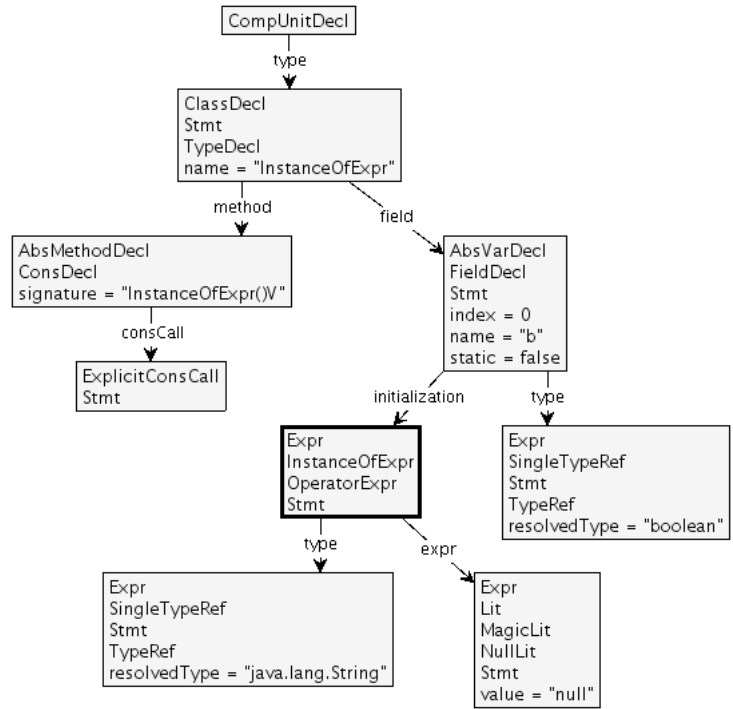 CompUnitDecl
type
ClassDecl
Stmt
TypeDecl
name = "InstanceOfExpr"
method
field
AbsMethodDecl
ConsDecl
signature = "InstanceOfExpr()V"
AbsVarDecl
FieldDecl
Stmt
index = 0
name = "b"
static = false
consCall
ExplicitConsCall
Stmt
initialization
type
Expr
InstanceOfExpr
OperatorExpr
Stmt
Expr
SingleTypeRef
Stmt
TypeRef
resolvedType = "boolean"
type
expr
Expr
SingleTypeRef
Stmt
TypeRef
resolvedType = "java.lang.String"
Expr
Lit
MagicLit
NullLit
Stmt
value = "null"